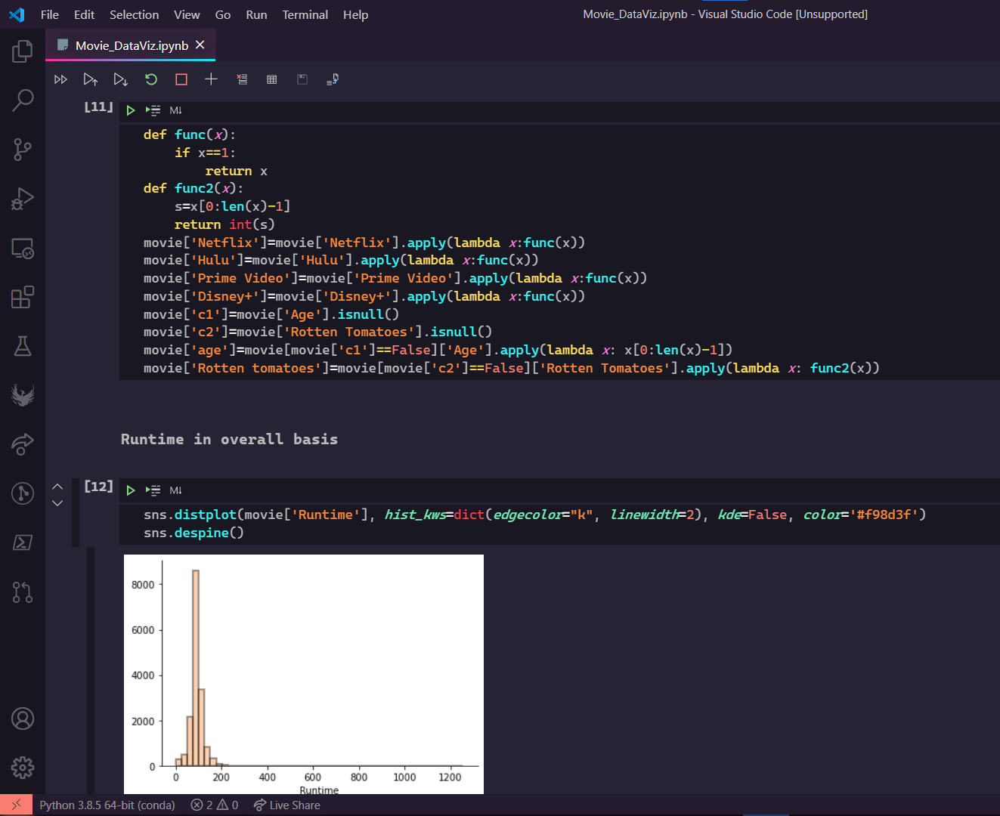 File Edit Selection View Go Run Terminal Help
Movie_DataViz.ipynb - Visual Studio Code [Unsupported]
Movie_DataViz.ipynb
[11]
M↓
def func(x):
    if x==1:
        return x
def func2(x):
    s=x[0:len(x)-1]
    return int(s)
movie['Netflix']=movie['Netflix'].apply(lambda x:func(x))
movie['Hulu']=movie['Hulu'].apply(lambda x:func(x))
movie['Prime Video']=movie['Prime Video'].apply(lambda x:func(x))
movie['Disney+']=movie['Disney+'].apply(lambda x:func(x))
movie['c1']=movie['Age'].isnull()
movie['c2']=movie['Rotten Tomatoes'].isnull()
movie['age']=movie[movie['c1']==False]['Age'].apply(lambda x: x[0:len(x)-1])
movie['Rotten tomatoes']=movie[movie['c2']==False]['Rotten Tomatoes'].apply(lambda x: func2(x))
Runtime in overall basis
[12]
M↓
sns.distplot(movie['Runtime'], hist_kws=dict(edgecolor="k", linewidth=2), kde=False, color='#f98d3f')
sns.despine()
8000
6000
4000
2000
0
0 200 400 600 800 1000 1200
Runtime
Python 3.8.5 64-bit (conda) 2 0 Live Share